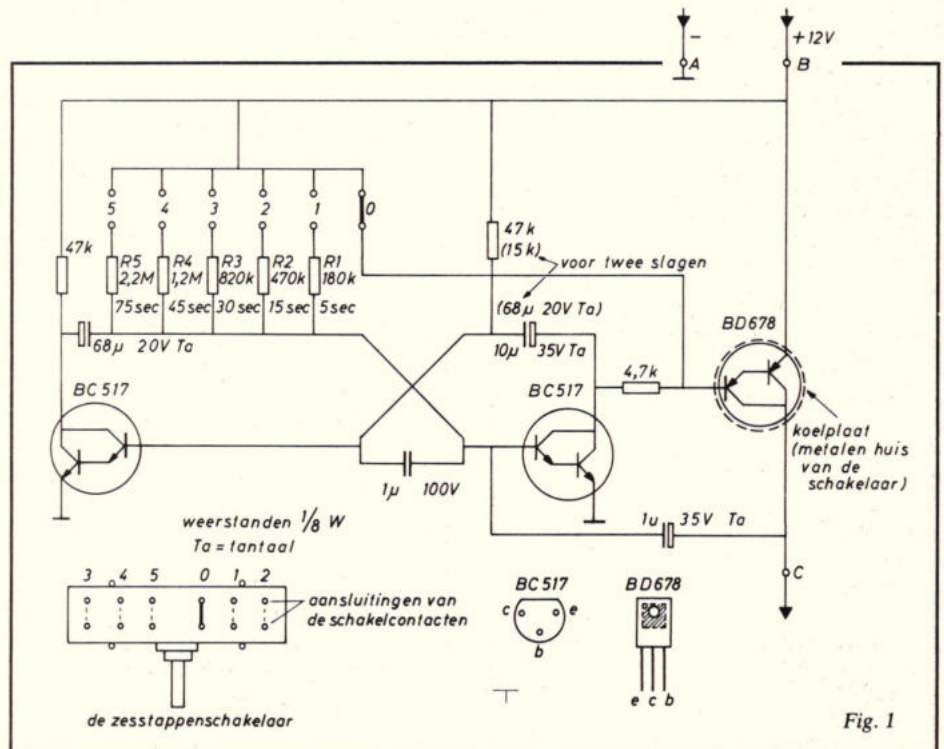 −
+12V
A
B
5
4
3
2
1
0
47k
R5
2,2M
R4
1,2M
R3
820k
R2
470k
R1
180k
75sec
45sec
30sec
15sec
5sec
47k
(15k)
voor twee slagen
68µ 20V Ta
(68µ 20V Ta)
10µ 35V Ta
BD678
BC517
BC517
4,7k
koelplaat
(metalen huis
van de
schakelaar)
1µ 100V
1u 35V Ta
C
weerstanden 1/8 W
Ta = tantaal
3 4 5 0 1 2
aansluitingen van
de schakelcontacten
de zesstappenschakelaar
BC517
c e
b
BD678
e c b
Fig. 1